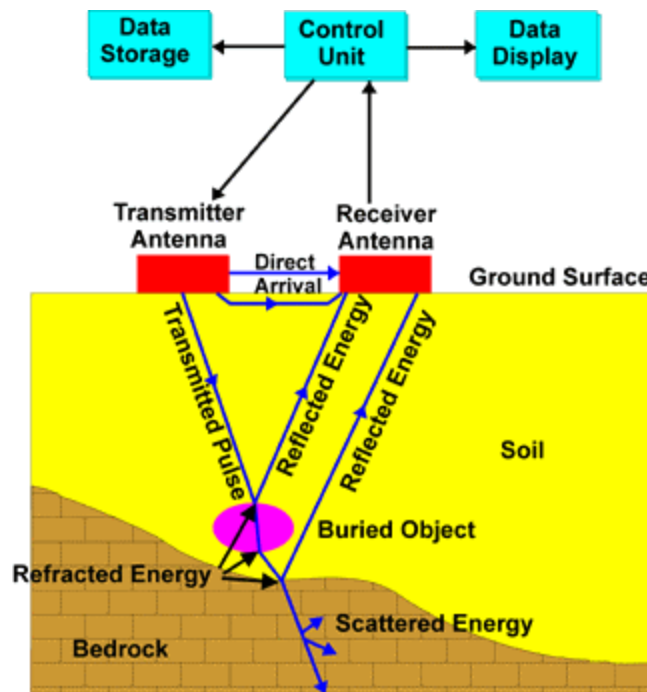 Data
Storage
Control
Unit
Data
Display
Transmitter
Antenna
Receiver
Antenna
Direct
Arrival
Ground Surface
Transmitted Pulse
Reflected Energy
Reflected Energy
Soil
Buried Object
Refracted Energy
Scattered Energy
Bedrock